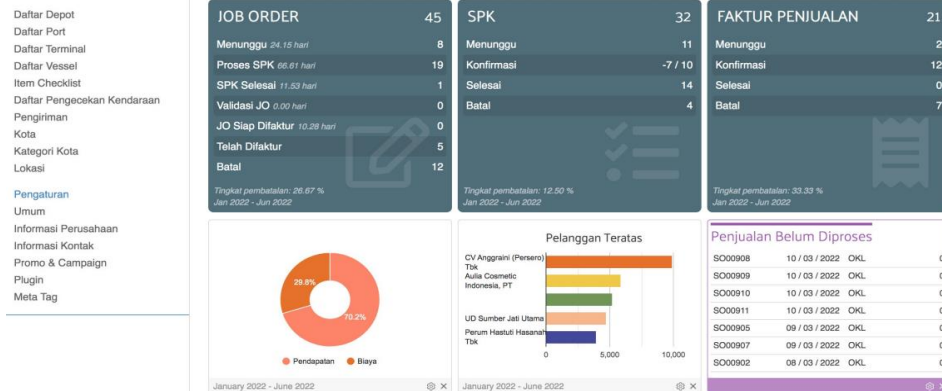 Daftar Depot
Daftar Port
Daftar Terminal
Daftar Vessel
Item Checklist
Daftar Pengecekan Kendaraan
Pengiriman
Kota
Kategori Kota
Lokasi
Pengaturan
Umum
Informasi Perusahaan
Informasi Kontak
Promo & Campaign
Plugin
Meta Tag
JOB ORDER 45
Menunggu 24.15 hari 8
Proses SPK 66.61 hari 19
SPK Selesai 11.53 hari 1
Validasi JO 0.00 hari 0
JO Siap Difaktur 10.28 hari 0
Telah Difaktur 5
Batal 12
Tingkat pembatalan: 26.67 %
Jan 2022 - Jun 2022
SPK 32
Menunggu 11
Konfirmasi -7 / 10
Selesai 14
Batal 4
Tingkat pembatalan: 12.50 %
Jan 2022 - Jun 2022
FAKTUR PENJUALAN 21
Menunggu 2
Konfirmasi 12
Selesai 0
Batal 7
Tingkat pembatalan: 33.33 %
Jan 2022 - Jun 2022
29.8%
70.2%
Pendapatan Biaya
January 2022 - June 2022
Pelanggan Teratas
CV Anggraini (Persero)
Tbk
Aulia Cosmetic
Indonesia, PT
UD Sumber Jati Utama
Perum Hastuti Hasanah
Tbk
0 5,000 10,000
January 2022 - June 2022
Penjualan Belum Diproses
SO00908 10 / 03 / 2022 OKL
SO00909 10 / 03 / 2022 OKL
SO00910 10 / 03 / 2022 OKL
SO00911 10 / 03 / 2022 OKL
SO00905 09 / 03 / 2022 OKL
SO00907 09 / 03 / 2022 OKL
SO00902 08 / 03 / 2022 OKL